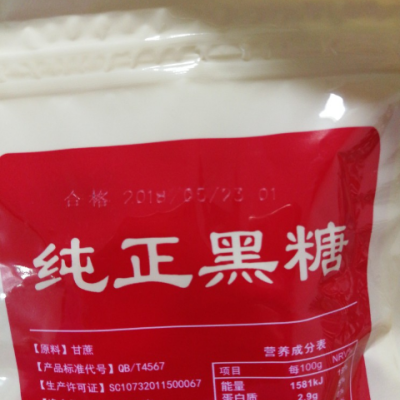 合格 2018/05/23 01
纯正黑糖
【原料】甘蔗
【产品标准代号】QB/T4567
【生产许可证】SC10732011500067
营养成分表
项目 每100g NRV
能量 1581kJ
蛋白质 2.9g